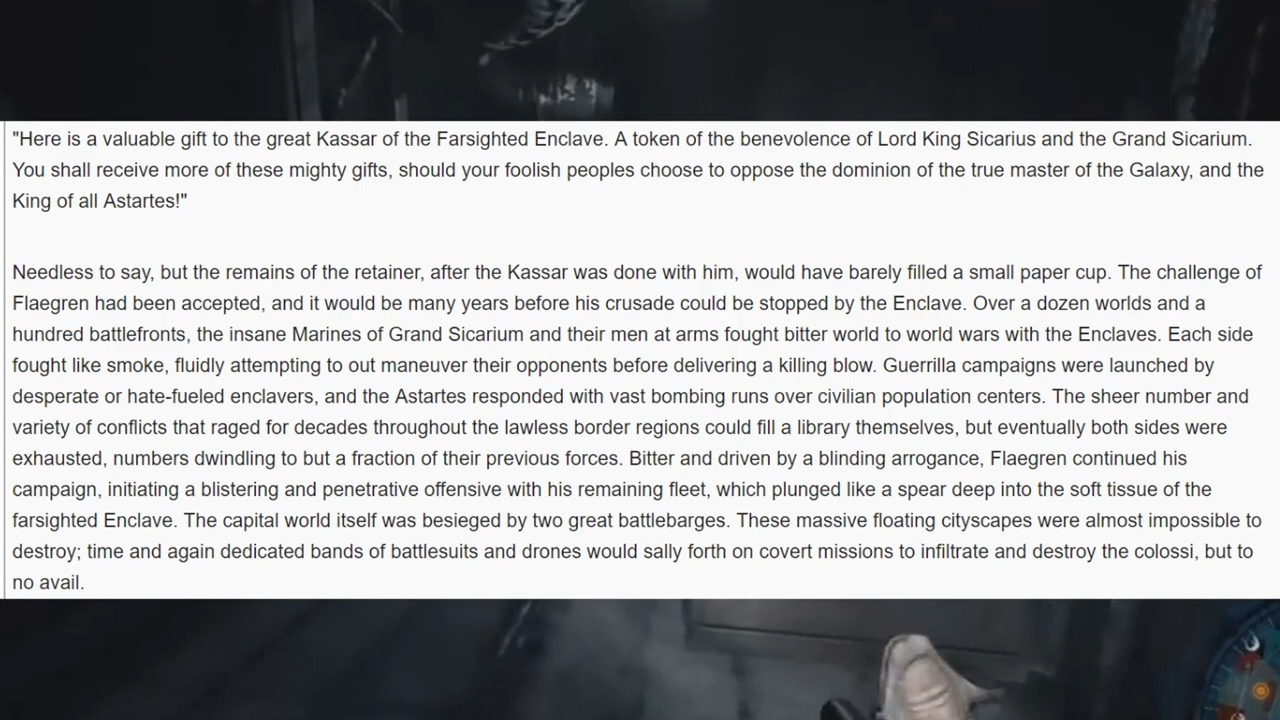 "Here is a valuable gift to the great Kassar of the Farsighted Enclave. A token of the benevolence of Lord King Sicarius and the Grand Sicarium.
You shall receive more of these mighty gifts, should your foolish peoples choose to oppose the dominion of the true master of the Galaxy, and the
King of all Astartes!"
Needless to say, but the remains of the retainer, after the Kassar was done with him, would have barely filled a small paper cup. The challenge of
Flaegren had been accepted, and it would be many years before his crusade could be stopped by the Enclave. Over a dozen worlds and a
hundred battlefronts, the insane Marines of Grand Sicarium and their men at arms fought bitter world to world wars with the Enclaves. Each side
fought like smoke, fluidly attempting to out maneuver their opponents before delivering a killing blow. Guerrilla campaigns were launched by
desperate or hate-fueled enclavers, and the Astartes responded with vast bombing runs over civilian population centers. The sheer number and
variety of conflicts that raged for decades throughout the lawless border regions could fill a library themselves, but eventually both sides were
exhausted, numbers dwindling to but a fraction of their previous forces. Bitter and driven by a blinding arrogance, Flaegren continued his
campaign, initiating a blistering and penetrative offensive with his remaining fleet, which plunged like a spear deep into the soft tissue of the
farsighted Enclave. The capital world itself was besieged by two great battlebarges. These massive floating cityscapes were almost impossible to
destroy; time and again dedicated bands of battlesuits and drones would sally forth on covert missions to infiltrate and destroy the colossi, but to
no avail.